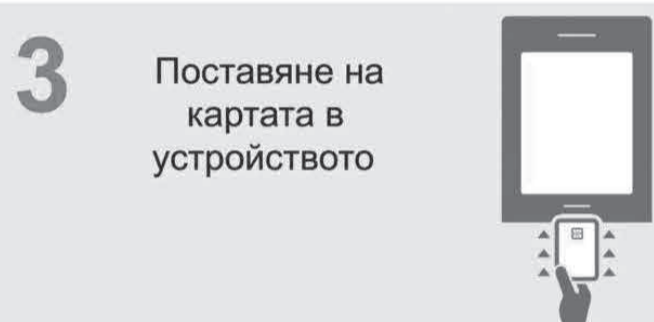 3
Поставяне на
картата в
устройството